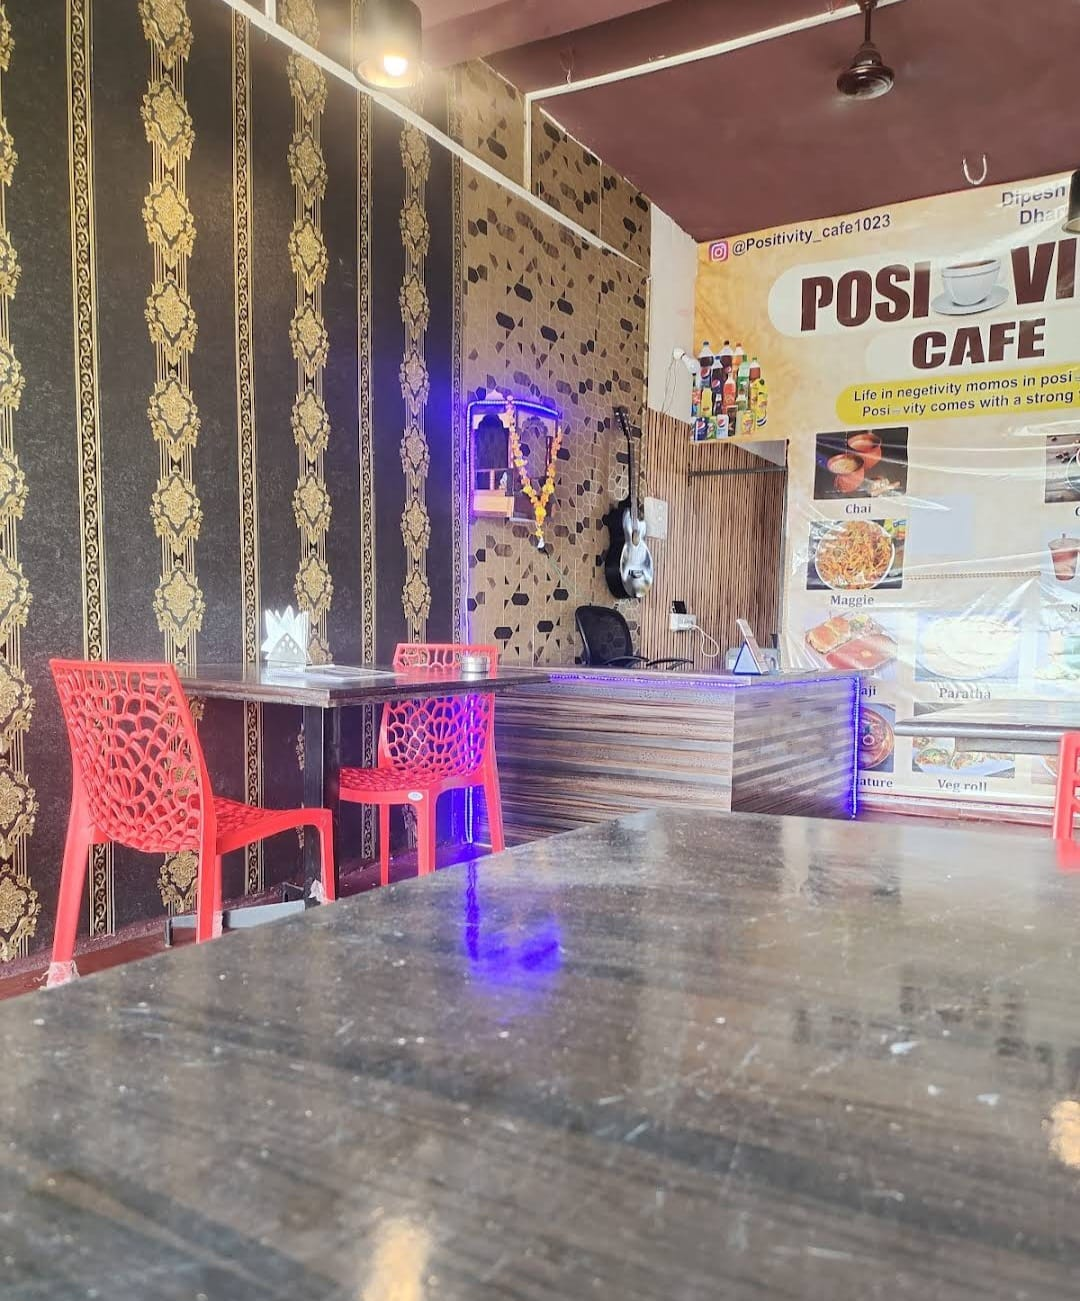 Dipesh
@Positivity_cafe1023
POSI VI
CAFE
Life in negetivity momos in posi
Posi-vity comes with a strong
Chai
Maggie
Paratha
Veg roll